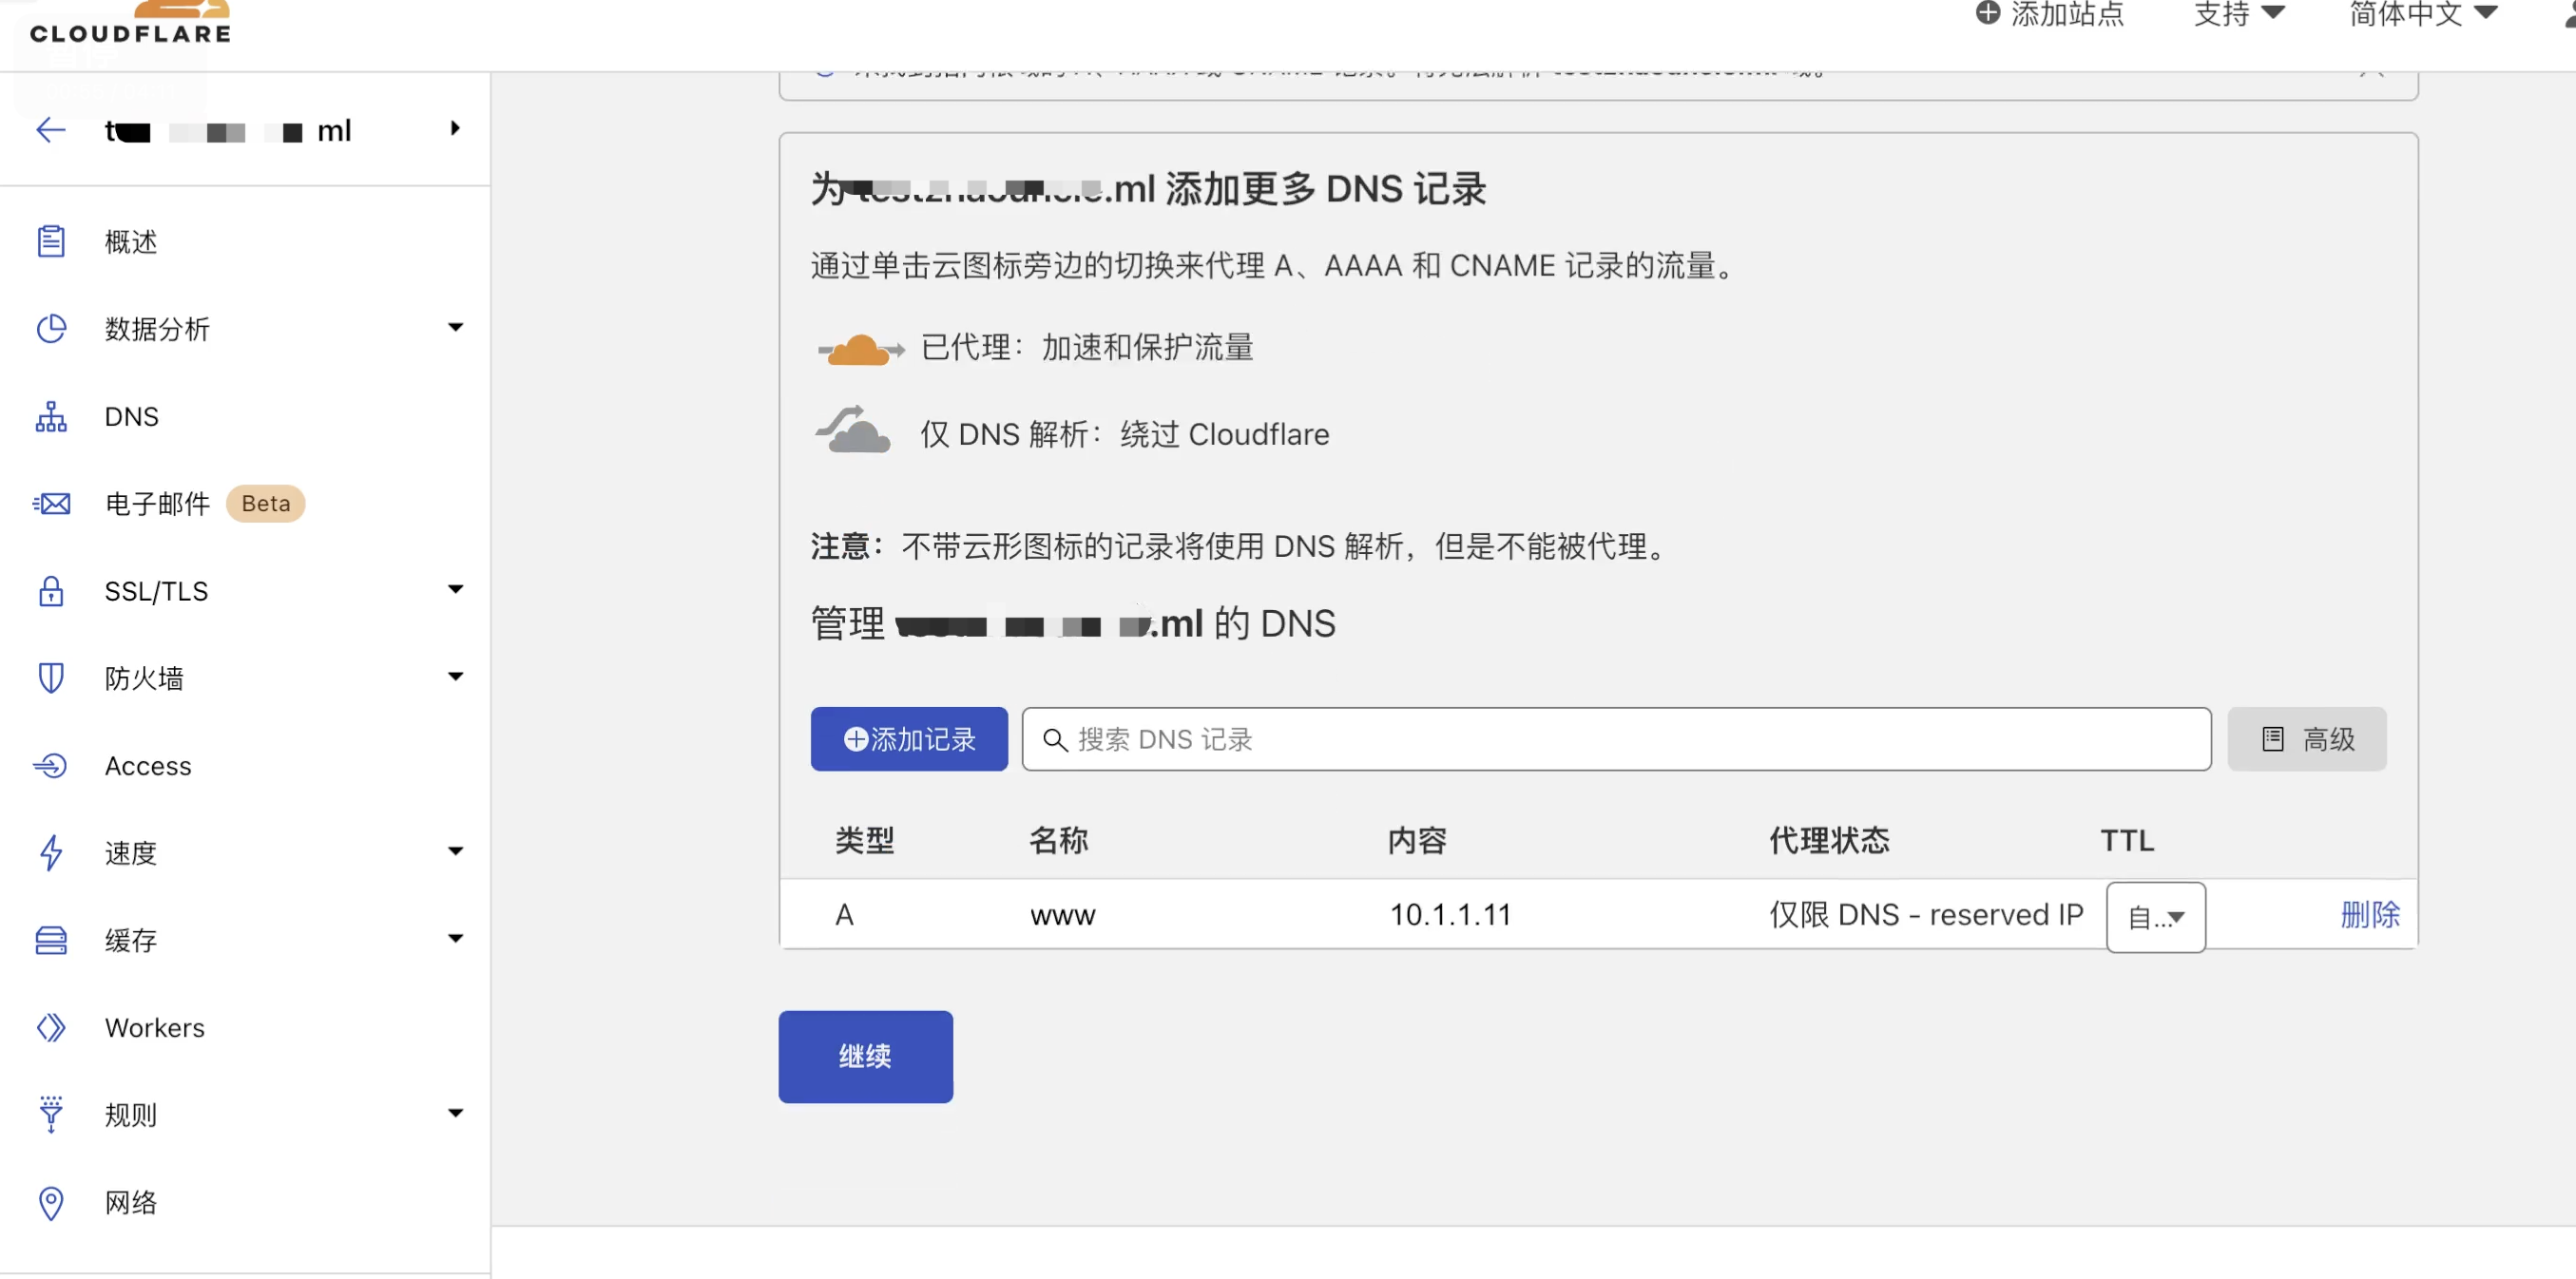 CLOUDFLARE
添加站点
支持
简体中文
ml
为
.ml 添加更多 DNS 记录
概述
通过单击云图标旁边的切换来代理 A、AAAA 和 CNAME 记录的流量。
数据分析
已代理：加速和保护流量
DNS
仅 DNS 解析：绕过 Cloudflare
电子邮件 Beta
注意：不带云形图标的记录将使用 DNS 解析，但是不能被代理。
SSL/TLS
管理 .ml 的 DNS
防火墙
添加记录
搜索 DNS 记录
高级
Access
速度
类型 名称 内容 代理状态 TTL
A www 10.1.1.11 仅限 DNS - reserved IP 自... 删除
缓存
Workers
继续
规则
网络